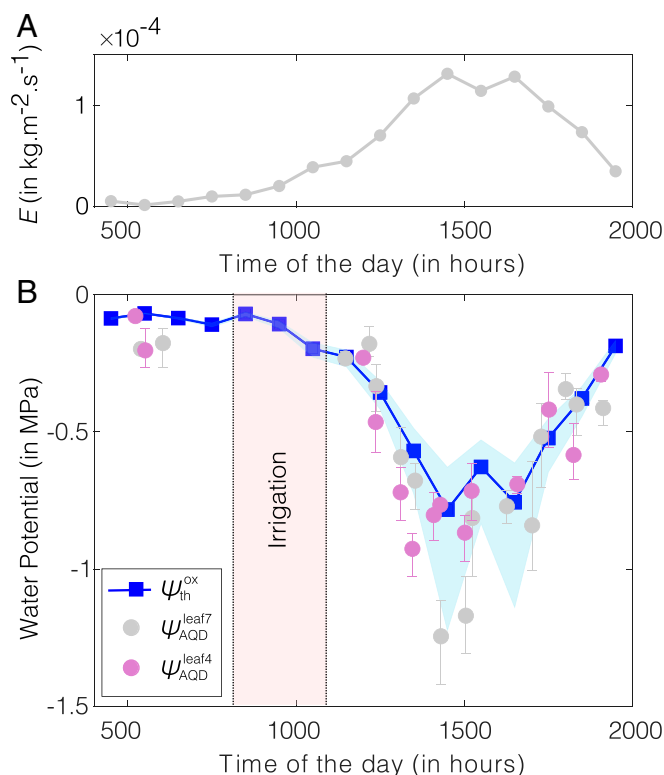 A
×10⁻⁴
E (in kg.m⁻².s⁻¹)
1
0
500
1000
1500
2000
Time of the day (in hours)
B
Water Potential (in MPa)
0
-0.5
-1
-1.5
Irrigation
Ψ_th^ox
Ψ_AQD^leaf7
Ψ_AQD^leaf4
500
1000
1500
2000
Time of the day (in hours)